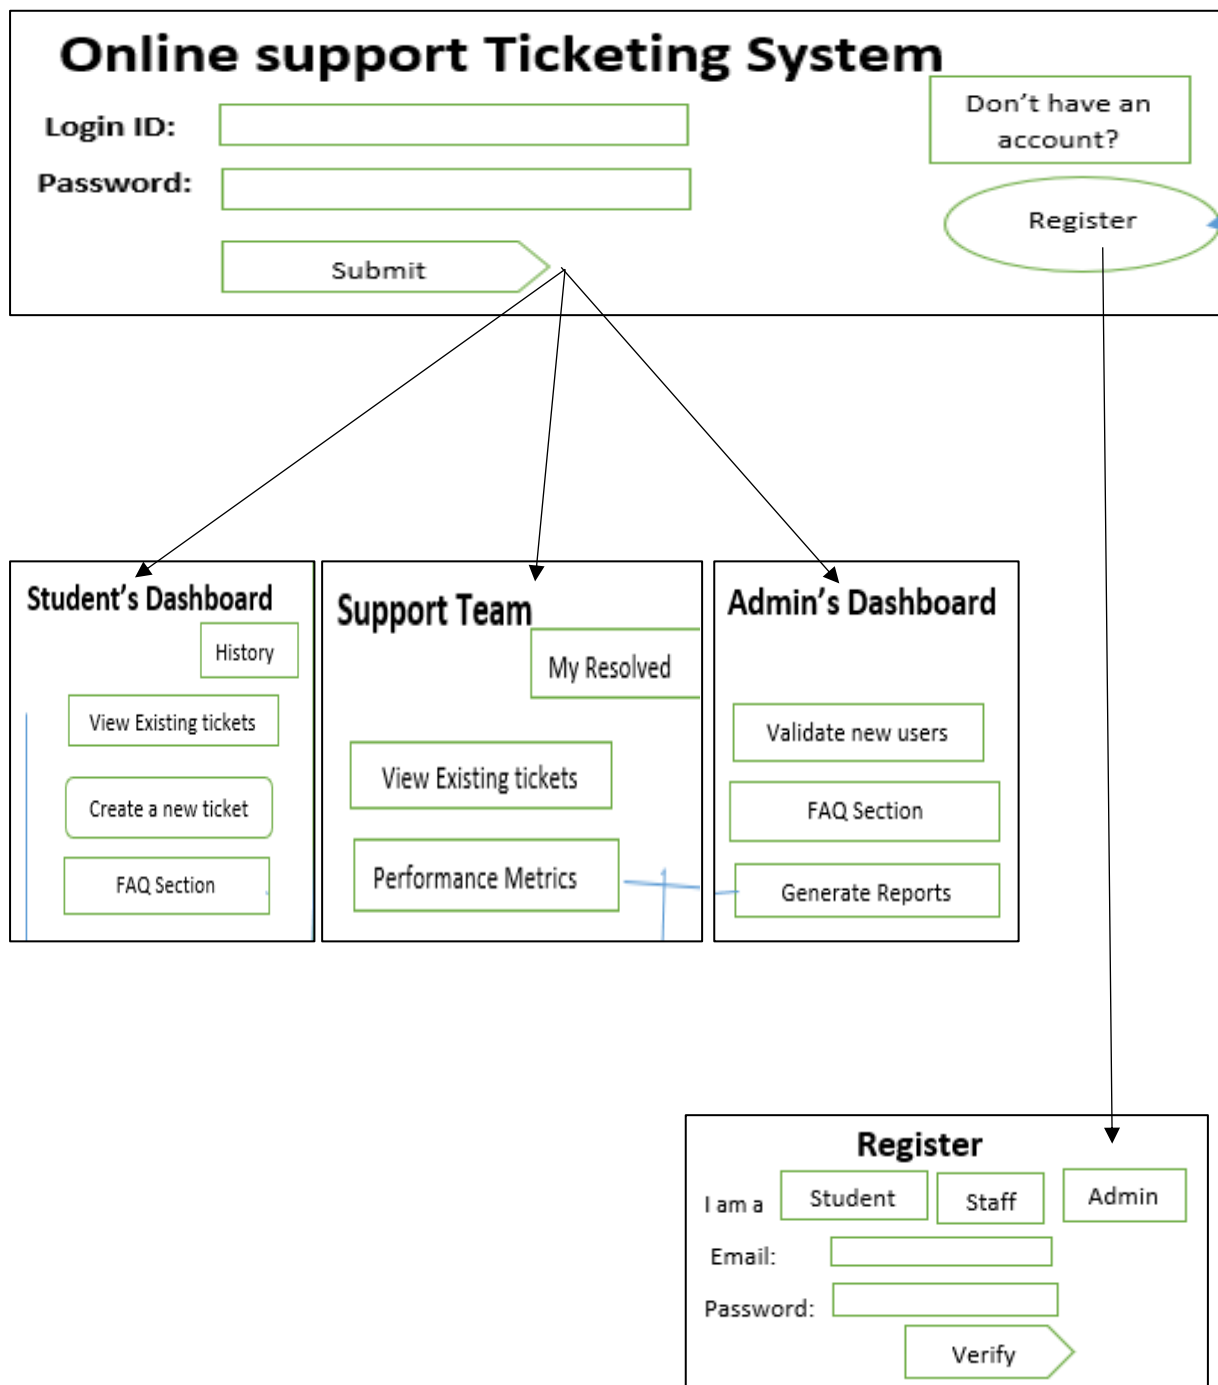 Online support Ticketing System
Login ID:
Password:
Submit
Don't have an
account?
Register
Student's Dashboard
History
View Existing tickets
Create a new ticket
FAQ Section
Support Team
My Resolved
View Existing tickets
Performance Metrics
Admin's Dashboard
Validate new users
FAQ Section
Generate Reports
Register
I am a Student Staff Admin
Email:
Password:
Verify